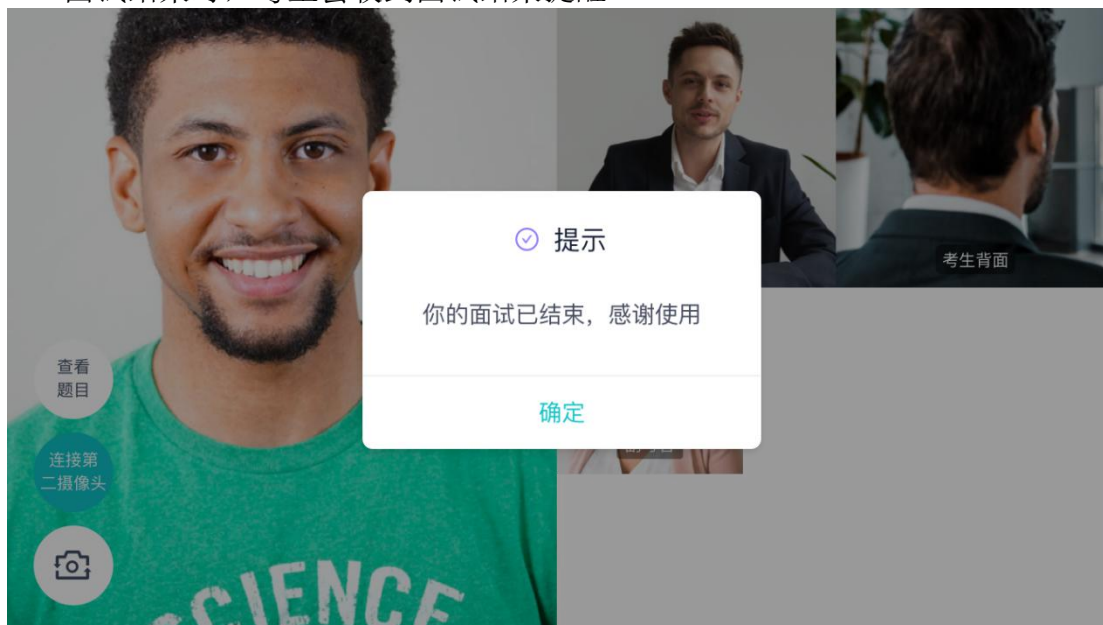 提示
考生背面
你的面试已结束，感谢使用
查看
题目
确定
连接第
二摄像头
SCIENCE